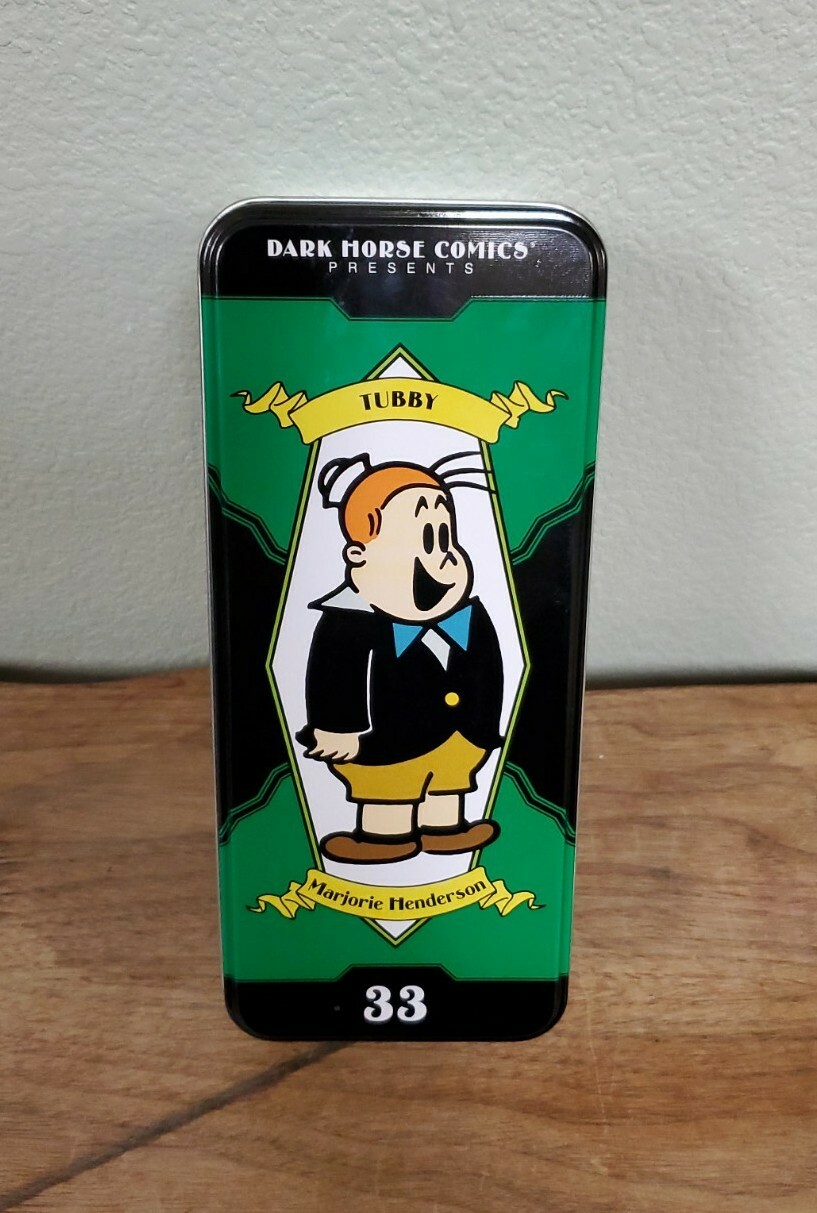 DARK HORSE COMICS
PRESENTS
TUBBY
Marjorie Henderson
33